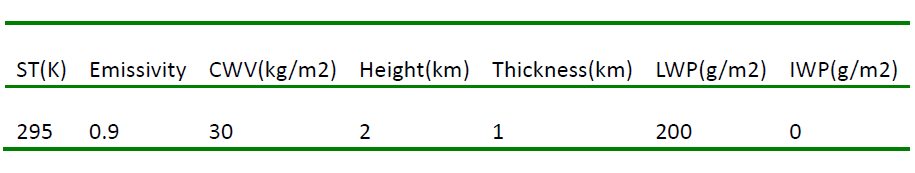 ST(K) Emissivity CWV(kg/m2) Height(km) Thickness(km) LWP(g/m2) IWP(g/m2)
295 0.9 30 2 1 200 0